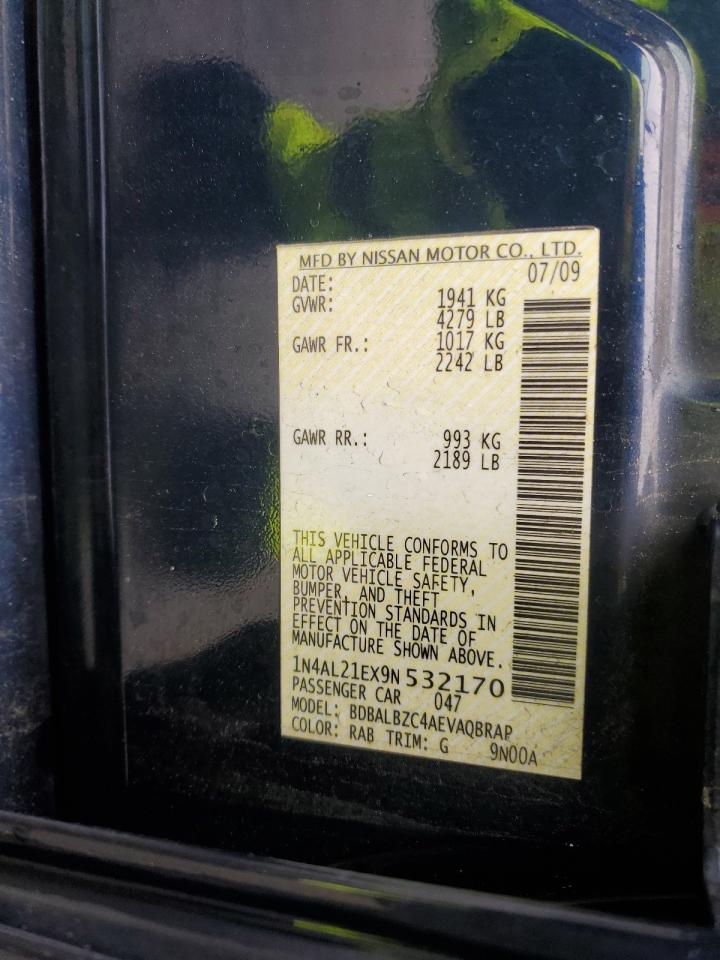 MFD BY NISSAN MOTOR CO., LTD.
DATE: 07/09
GVWR: 1941 KG
4279 LB
GAWR FR.: 1017 KG
2242 LB
GAWR RR.: 993 KG
2189 LB
THIS VEHICLE CONFORMS TO
ALL APPLICABLE FEDERAL
MOTOR VEHICLE SAFETY,
BUMPER, AND THEFT
PREVENTION STANDARDS IN
EFFECT ON THE DATE OF
MANUFACTURE SHOWN ABOVE.
1N4AL21EX9N 532170
PASSENGER CAR 047
MODEL: BDBALBZC4AEVAQBRAP
COLOR: RAB TRIM: G 9N00A